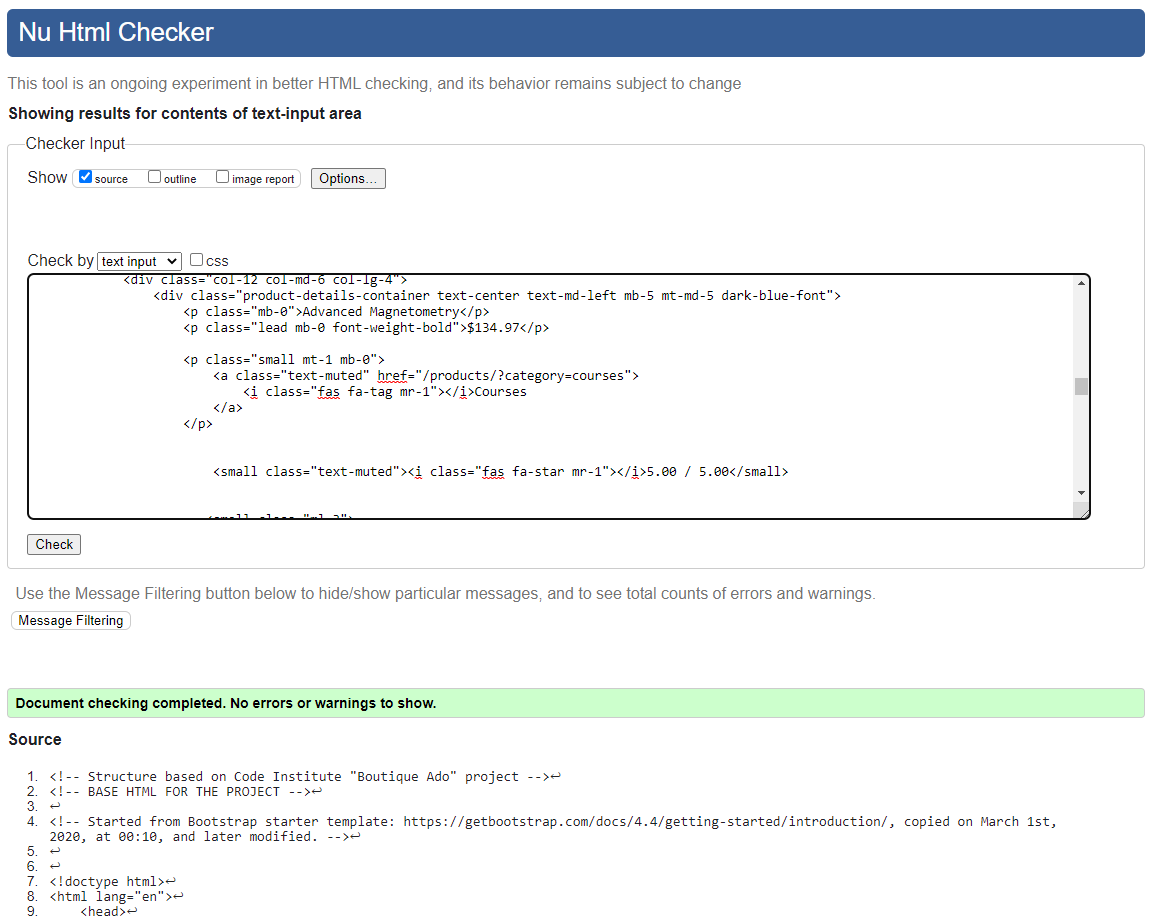 Nu Html Checker
This tool is an ongoing experiment in better HTML checking, and its behavior remains subject to change
Showing results for contents of text-input area
Checker Input
Show source outline image report Options...
Check by text input css
<div class="col-12 col-md-6 col-lg-4">
<div class="product-details-container text-center text-md-left mb-5 mt-md-5 dark-blue-font">
<p class="mb-0">Advanced Magnetometry</p>
<p class="lead mb-0 font-weight-bold">$134.97</p>
<p class="small mt-1 mb-0">
<a class="text-muted" href="/products/?category=courses">
<i class="fas fa-tag mr-1"></i>Courses
</a>
</p>
<small class="text-muted"><i class="fas fa-star mr-1"></i>5.00 / 5.00</small>
Check
Use the Message Filtering button below to hide/show particular messages, and to see total counts of errors and warnings.
Message Filtering
Document checking completed. No errors or warnings to show.
Source
1. <!-- Structure based on Code Institute "Boutique Ado" project -->↩
2. <!-- BASE HTML FOR THE PROJECT -->↩
3. ↩
4. <!-- Started from Bootstrap starter template: https://getbootstrap.com/docs/4.4/getting-started/introduction/, copied on March 1st,
2020, at 00:10, and later modified. -->↩
5. ↩
6. ↩
7. <!doctype html>↩
8. <html lang="en">↩
9. <head>↩